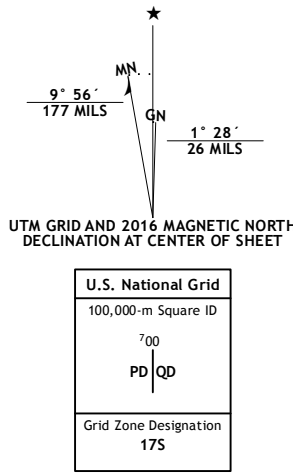 ★
MN
GN
9° 56´
177 MILS
1° 28´
26 MILS
UTM GRID AND 2016 MAGNETIC NORTH
DECLINATION AT CENTER OF SHEET
U.S. National Grid
100,000-m Square ID
⁷00
PD QD
Grid Zone Designation
17S